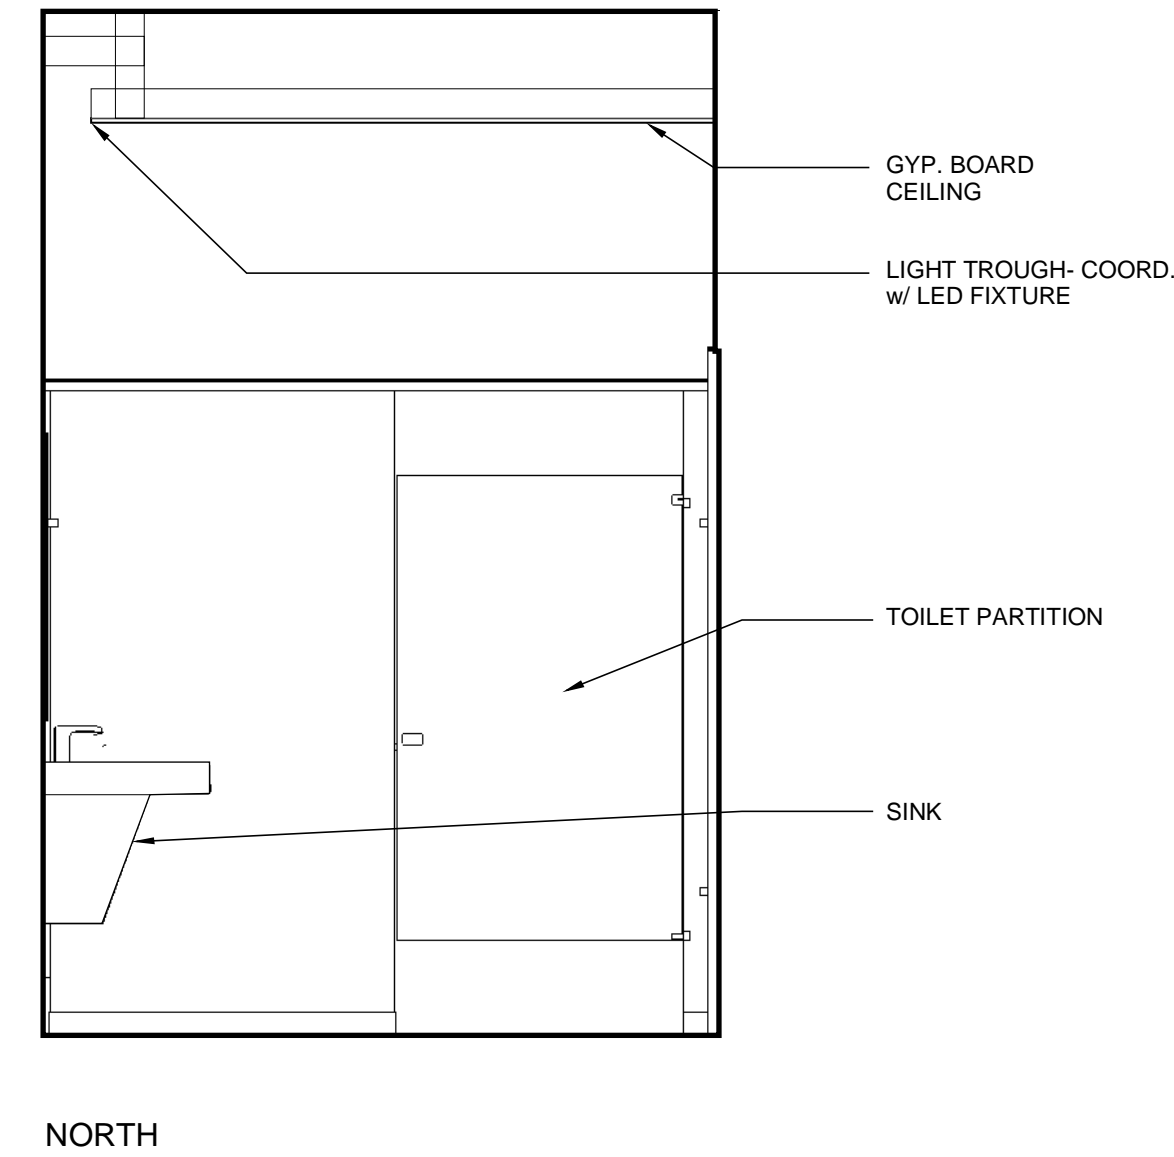 GYP. BOARD
CEILING
LIGHT TROUGH- COORD.
w/ LED FIXTURE
TOILET PARTITION
SINK
NORTH